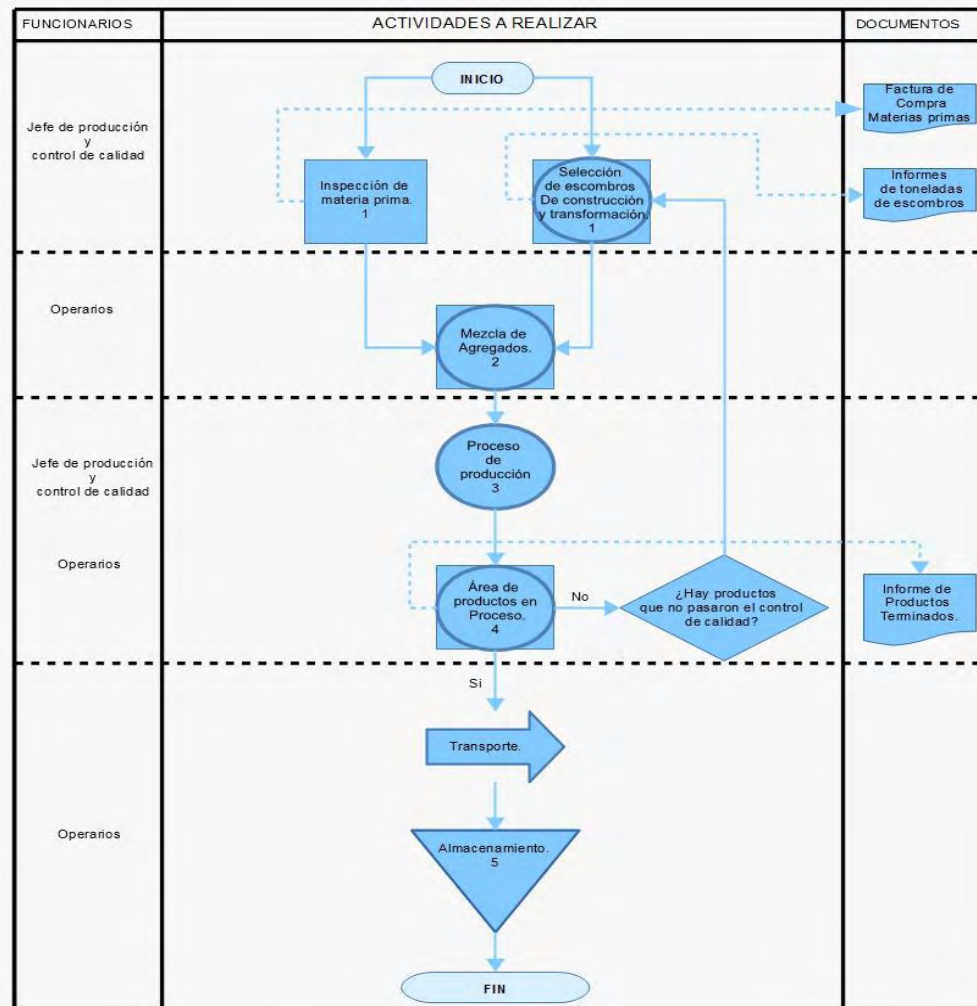 FUNCIONARIOS
ACTIVIDADES A REALIZAR
DOCUMENTOS
INICIO
Jefe de producción
y
control de calidad
Inspección de
materia prima.
1
Selección
de escombros
De construcción
y transformación.
1
Factura de
Compra
Materias primas
Informes
de toneladas
de escombros
Operarios
Mezcla de
Agregados.
2
Jefe de producción
y
control de calidad
Proceso
de
producción
3
Operarios
Área de
productos en
Proceso.
4
No
¿Hay productos
que no pasaron el control
de calidad?
Informe de
Productos
Terminados.
Si
Transporte.
Operarios
Almacenamiento.
5
FIN